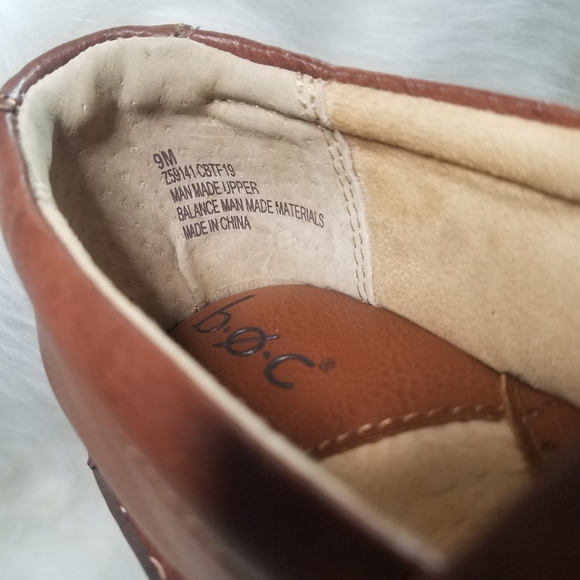 9M
Z59141 CBTF19
MAN MADE UPPER
BALANCE MAN MADE MATERIALS
MADE IN CHINA
b·ø·c®